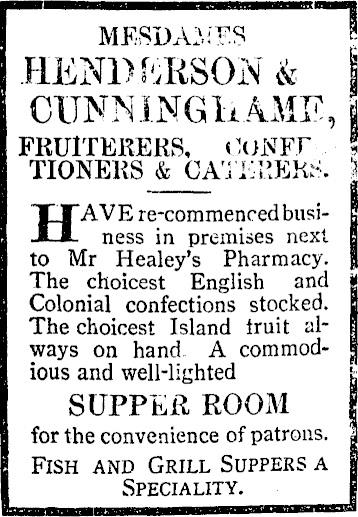 MESDAMES
HENDERSON &
CUNNINGHAME,
FRUITERERS, CONFEC-
TIONERS & CATERERS.
HAVE re-commenced busi-
ness in premises next
to Mr Healey's Pharmacy.
The choicest English and
Colonial confections stocked.
The choicest Island fruit al-
ways on hand. A commod-
ious and well-lighted
SUPPER ROOM
for the convenience of patrons.
FISH AND GRILL SUPPERS A
SPECIALITY.